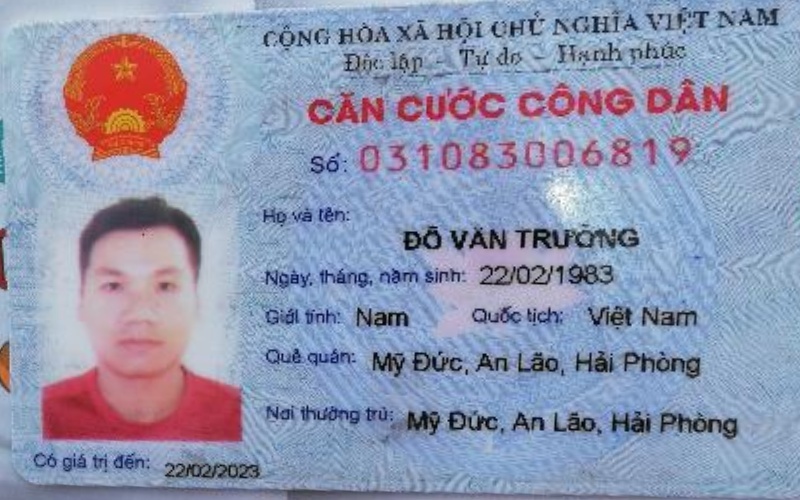 CỘNG HÒA XÃ HỘI CHỦ NGHĨA VIỆT NAM
Độc lập - Tự do - Hạnh phúc
CĂN CƯỚC CÔNG DÂN
Số: 031083006819
Họ và tên:
ĐỖ VĂN TRƯỜNG
Ngày, tháng, năm sinh: 22/02/1983
Giới tính: Nam Quốc tịch: Việt Nam
Quê quán: Mỹ Đức, An Lão, Hải Phòng
Nơi thường trú: Mỹ Đức, An Lão, Hải Phòng
Có giá trị đến: 22/02/2023